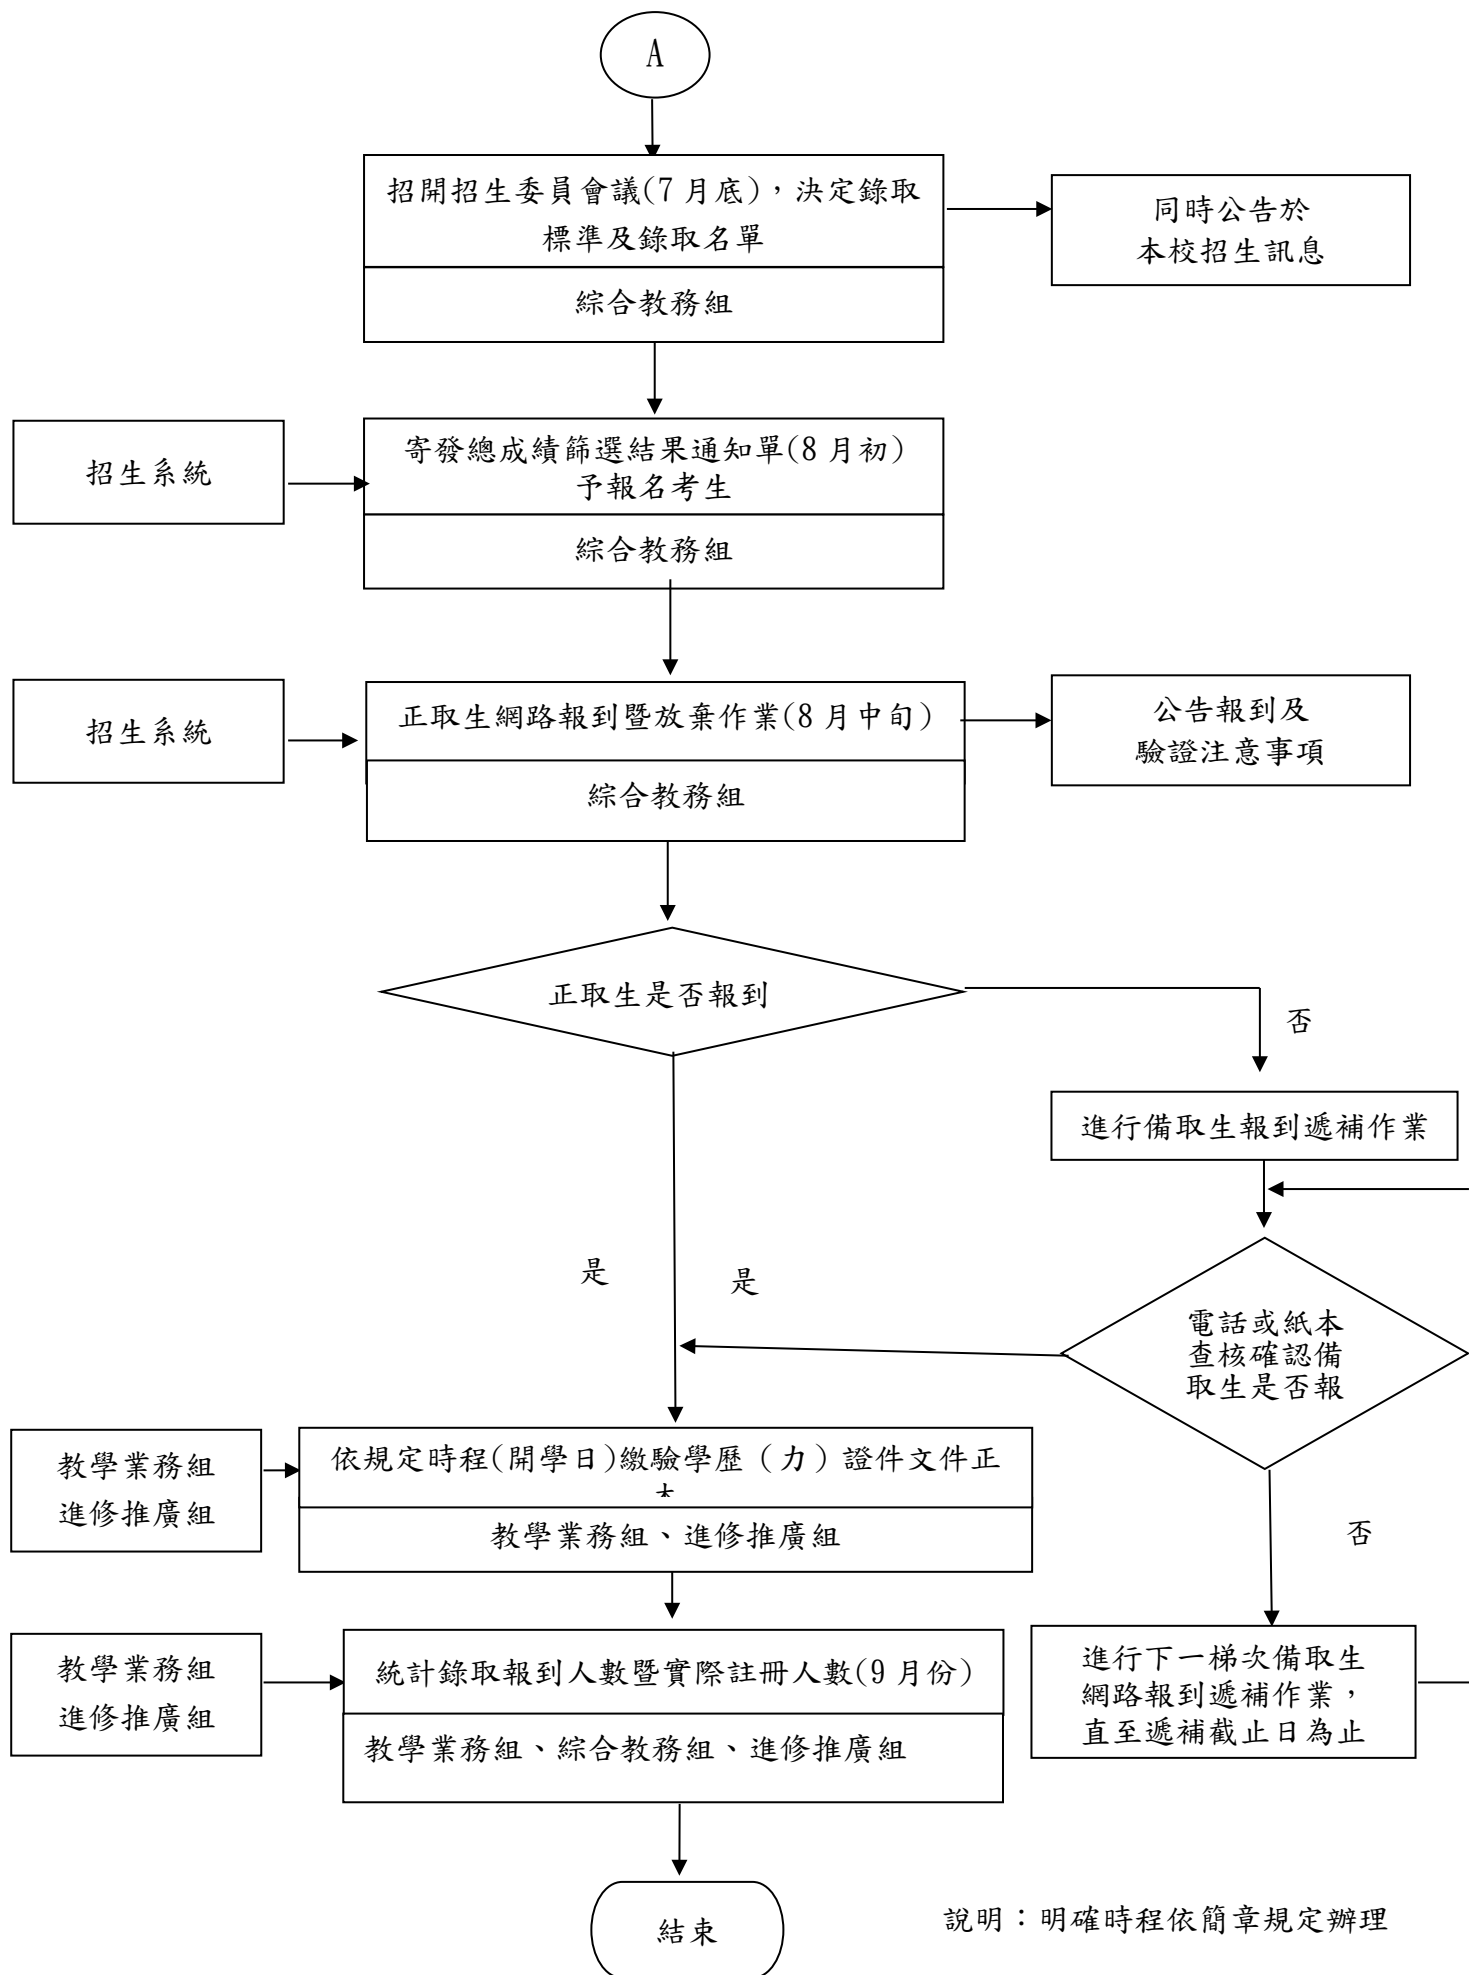 A
招開招生委員會議(7月底)，決定錄取
標準及錄取名單
綜合教務組
同時公告於
本校招生訊息
招生系統
寄發總成績篩選結果通知單(8月初)
予報名考生
綜合教務組
招生系統
正取生網路報到暨放棄作業(8月中旬)
綜合教務組
公告報到及
驗證注意事項
正取生是否報到
否
進行備取生報到遞補作業
是
是
電話或紙本
查核確認備
取生是否報
教學業務組
進修推廣組
依規定時程(開學日)繳驗學歷（力）證件文件正
教學業務組、進修推廣組
否
教學業務組
進修推廣組
統計錄取報到人數暨實際註冊人數(9月份)
教學業務組、綜合教務組、進修推廣組
進行下一梯次備取生
網路報到遞補作業，
直至遞補截止日為止
結束
說明：明確時程依簡章規定辦理